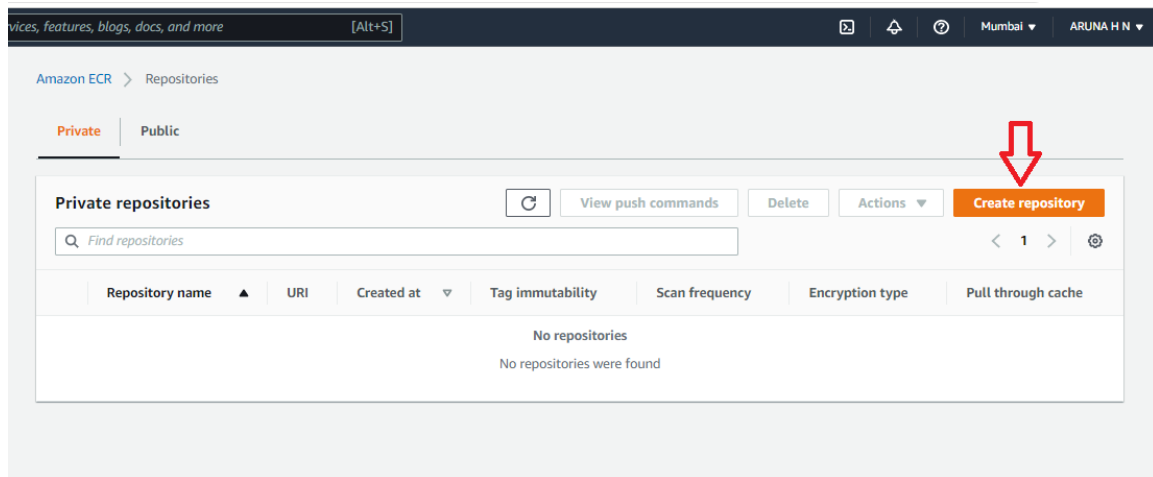 vices, features, blogs, docs, and more [Alt+S] Mumbai ARUNA H N
Amazon ECR Repositories
Private Public
Private repositories View push commands Delete Actions Create repository
Find repositories 1
Repository name URI Created at Tag immutability Scan frequency Encryption type Pull through cache
No repositories
No repositories were found